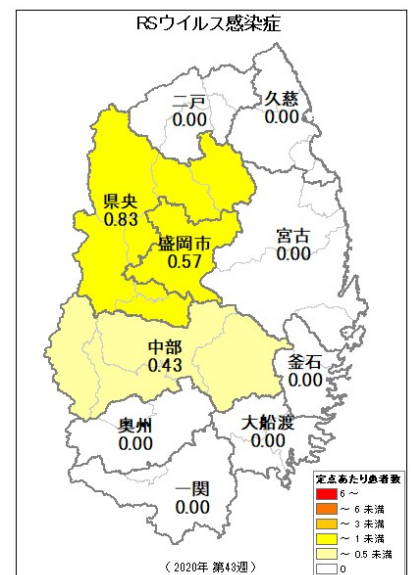 RSウイルス感染症
二戸
0.00
久慈
0.00
県央
0.83
盛岡市
0.57
宮古
0.00
中部
0.43
釜石
0.00
奥州
0.00
大船渡
0.00
一関
0.00
定点あたり患者数
6 ～
～ 6 未満
～ 3 未満
～ 1 未満
～ 0.5 未満
0
（ 2020年 第43週 ）